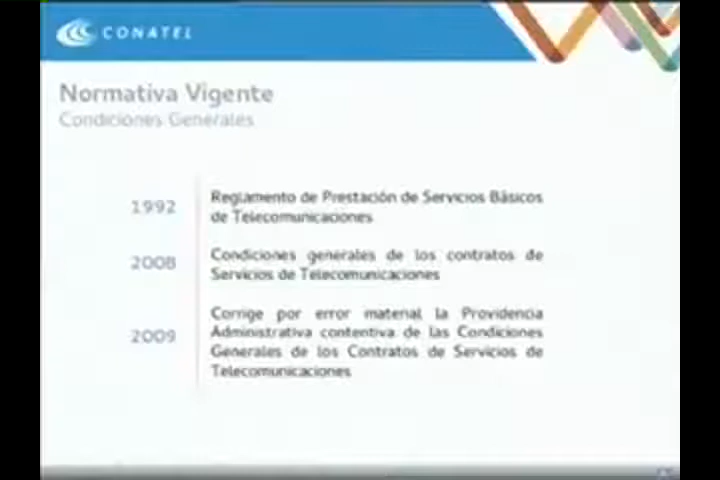 CONATEL
Normativa Vigente
Condiciones Generales
1992
Reglamento de Prestación de Servicios Básicos
de Telecomunicaciones
2008
Condiciones generales de los contratos de
Servicios de Telecomunicaciones
2009
Corrige por error material la Providencia
Administrativa contentiva de las Condiciones
Generales de los Contratos de Servicios de
Telecomunicaciones